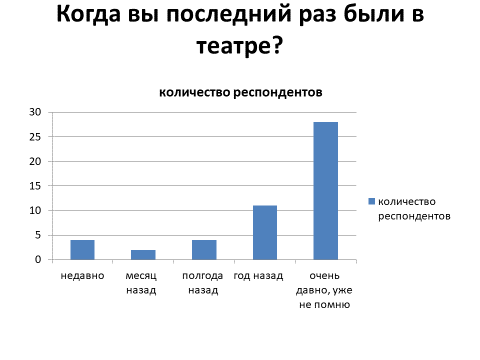 Когда вы последний раз были в
театре?
количество респондентов
30
25
20
15
10
5
0
недавно
месяц
назад
полгода
назад
год назад
очень
давно, уже
не помню
количество
респондентов